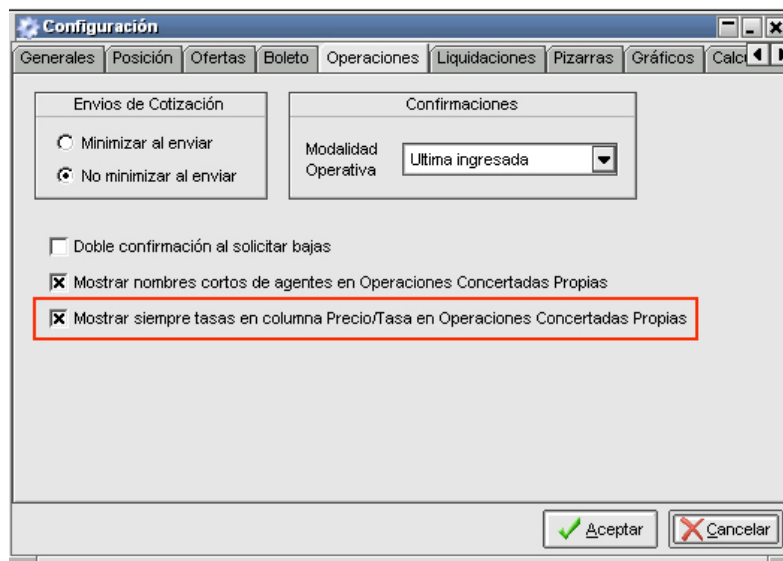 Configuración
Generales Posición Ofertas Boleto Operaciones Liquidaciones Pizarras Gráficos
Envios de Cotización
Minimizar al enviar
No minimizar al enviar
Confirmaciones
Modalidad
Operativa
Ultima ingresada
Doble confirmación al solicitar bajas
Mostrar nombres cortos de agentes en Operaciones Concertadas Propias
Mostrar siempre tasas en columna Precio/Tasa en Operaciones Concertadas Propias
Aceptar Cancelar